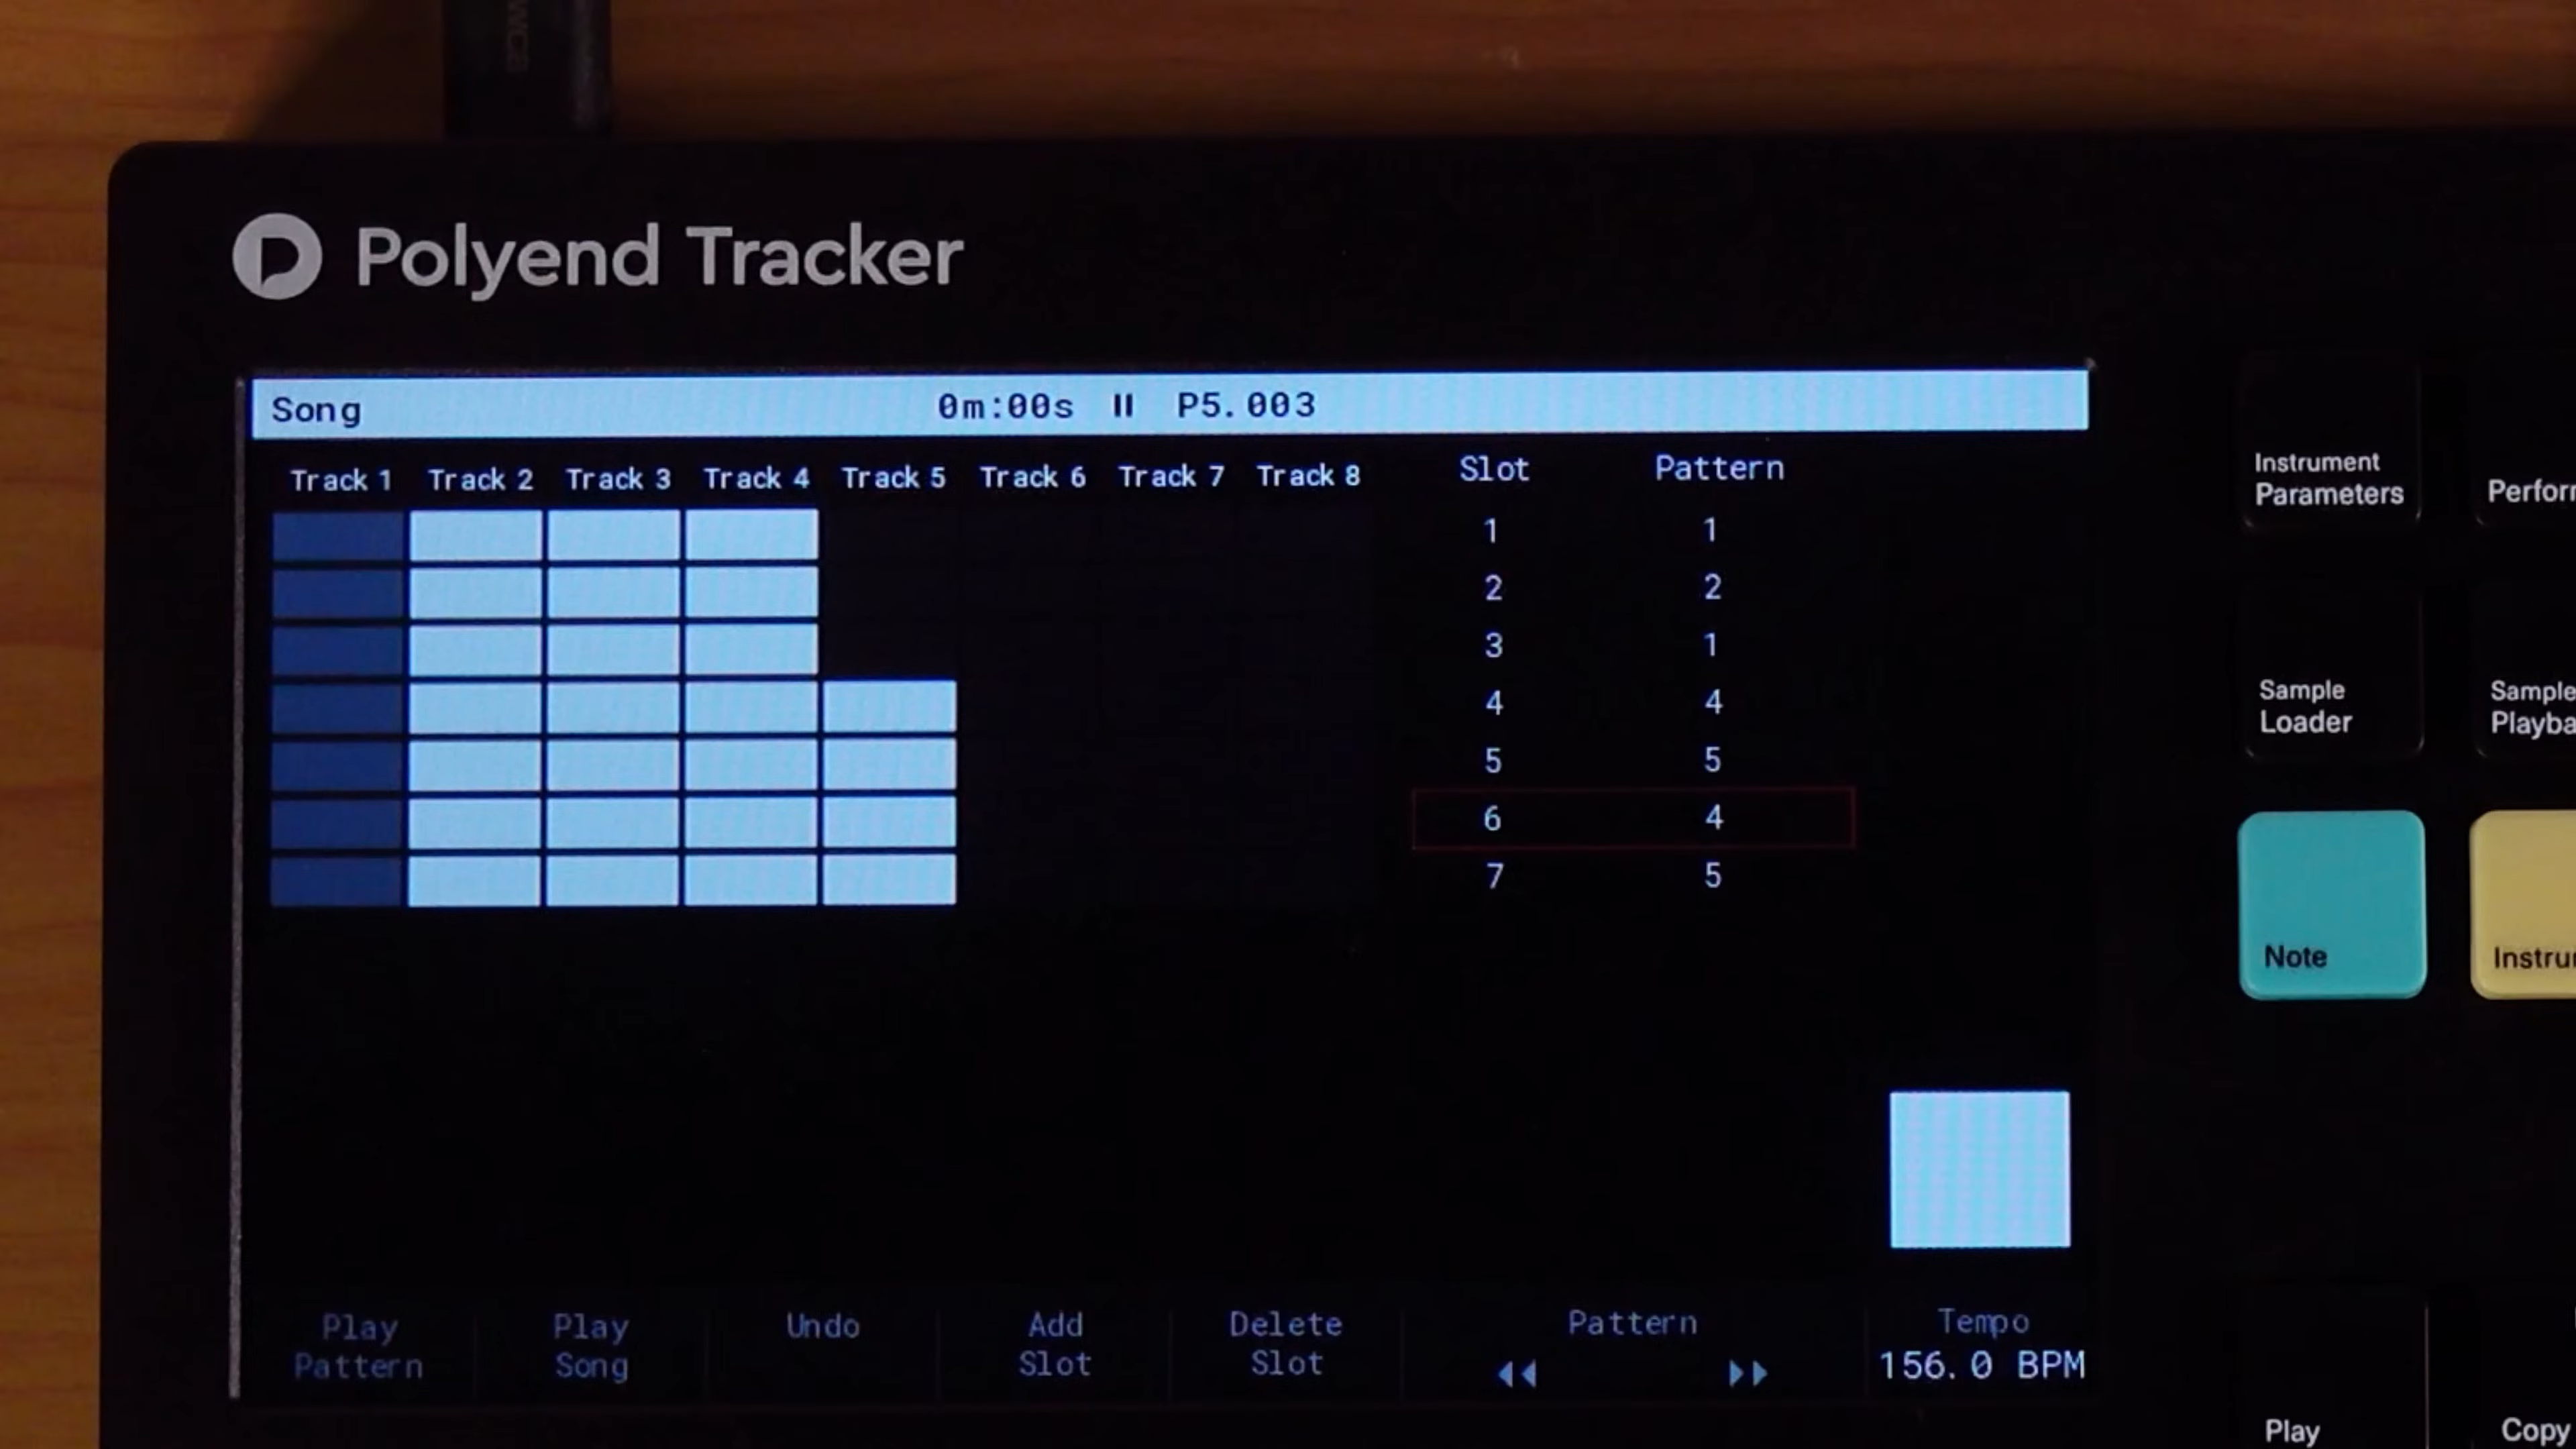 Polyend Tracker
Song 0m:00s P5.003
Track 1 Track 2 Track 3 Track 4 Track 5 Track 6 Track 7 Track 8 Slot Pattern
1 1
2 2
3 1
4 4
5 5
6 4
7 5
Play Pattern
Play Song
Undo
Add Slot
Delete Slot
Pattern
Tempo
156.0 BPM
Instrument
Parameters
Sample
Loader
Sample
Note
Play
Copy